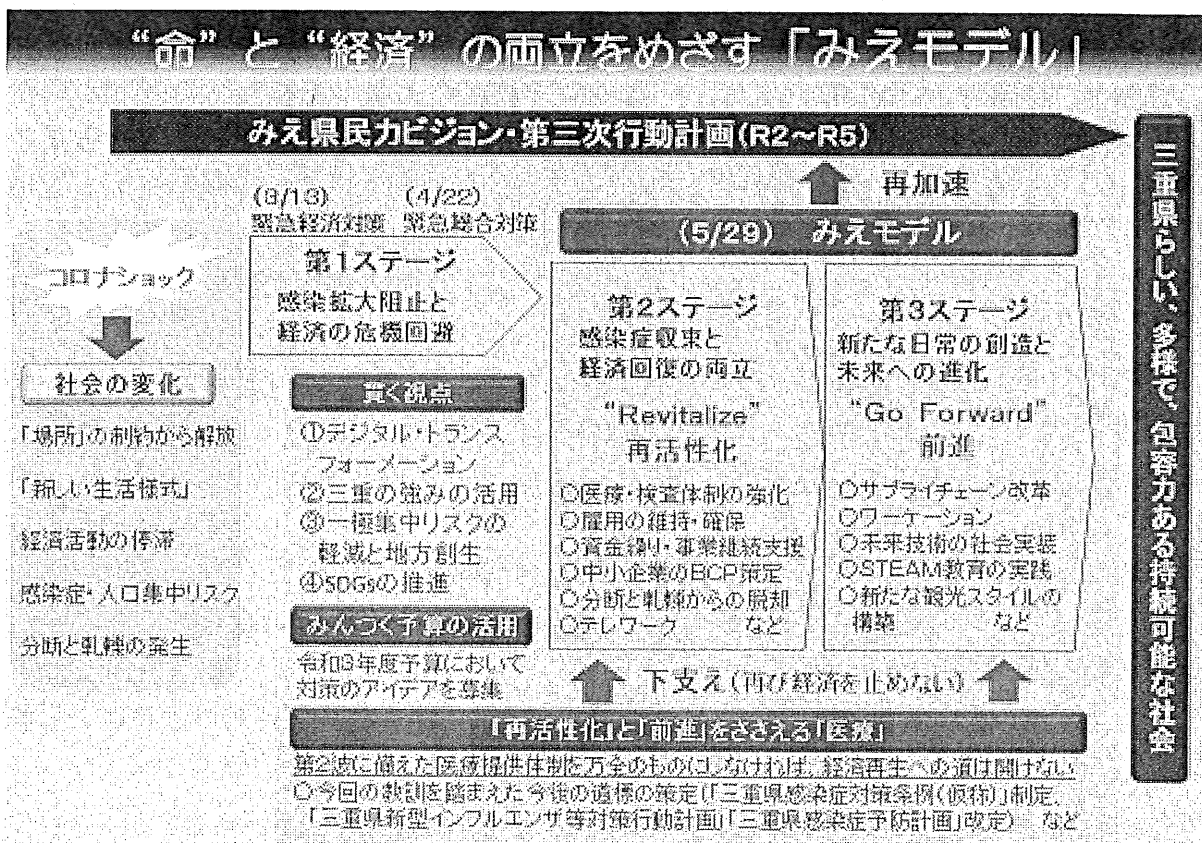 “命”と“経済”の両立をめざす「みえモデル」
みえ県民力ビジョン・第三次行動計画(R2～R5)
再加速
(3/13)
緊急経済対策
(4/22)
緊急総合対策
(5/29) みえモデル
コロナショック
社会の変化
「場所」の制約から解放
「新しい生活様式」
経済活動の停滞
感染症・人口集中リスク
分断と軋轢の発生
第1ステージ
感染拡大阻止と
経済の危機回避
貫く視点
①デジタル・トランス
フォーメーション
②三重の強みの活用
③一極集中リスクの
軽減と地方創生
④SDGsの推進
みんつく予算の活用
令和3年度予算において
対策のアイデアを募集
第2ステージ
感染症収束と
経済回復の両立
“Revitalize”
再活性化
○医療・検査体制の強化
○雇用の維持・確保
○資金繰り・事業継続支援
○中小企業のBCP策定
○分断と軋轢からの脱却
○テレワーク など
第3ステージ
新たな日常の創造と
未来への進化
“Go Forward”
前進
○サプライチェーン改革
○ワーケーション
○未来技術の社会実装
○STEAM教育の実践
○新たな観光スタイルの
構築 など
下支え(再び経済を止めない)
「再活性化」と「前進」をささえる「医療」
第2波に備えた医療提供体制を万全のものにしなければ、経済再生への道は開けない
○今回の教訓を踏まえた今後の道標の策定(「三重県感染症対策条例(仮称)」制定、
「三重県新型インフルエンザ等対策行動計画」「三重県感染症予防計画」改定) など
三重県らしい、多様で、包容力ある持続可能な社会